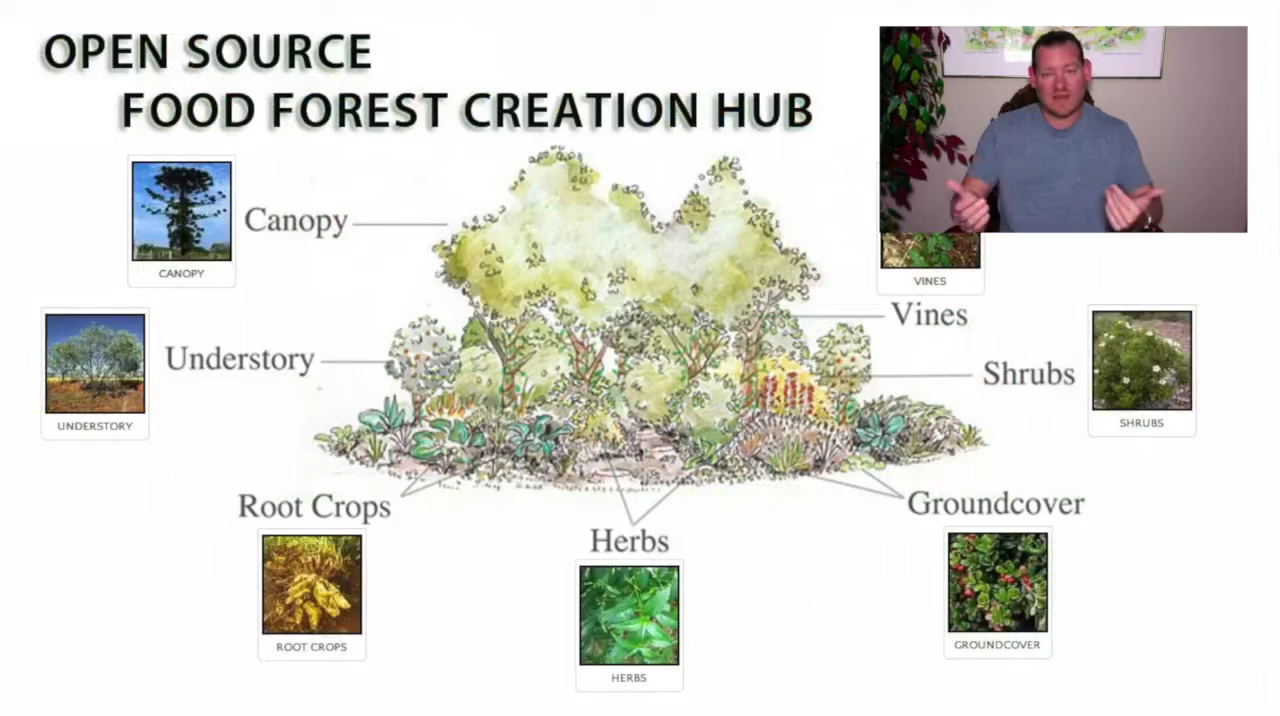 OPEN SOURCE
FOOD FOREST CREATION HUB
CANOPY
Canopy
VINES
Vines
UNDERSTORY
Understory
Shrubs
SHRUBS
Root Crops
ROOT CROPS
Herbs
HERBS
Groundcover
GROUNDCOVER